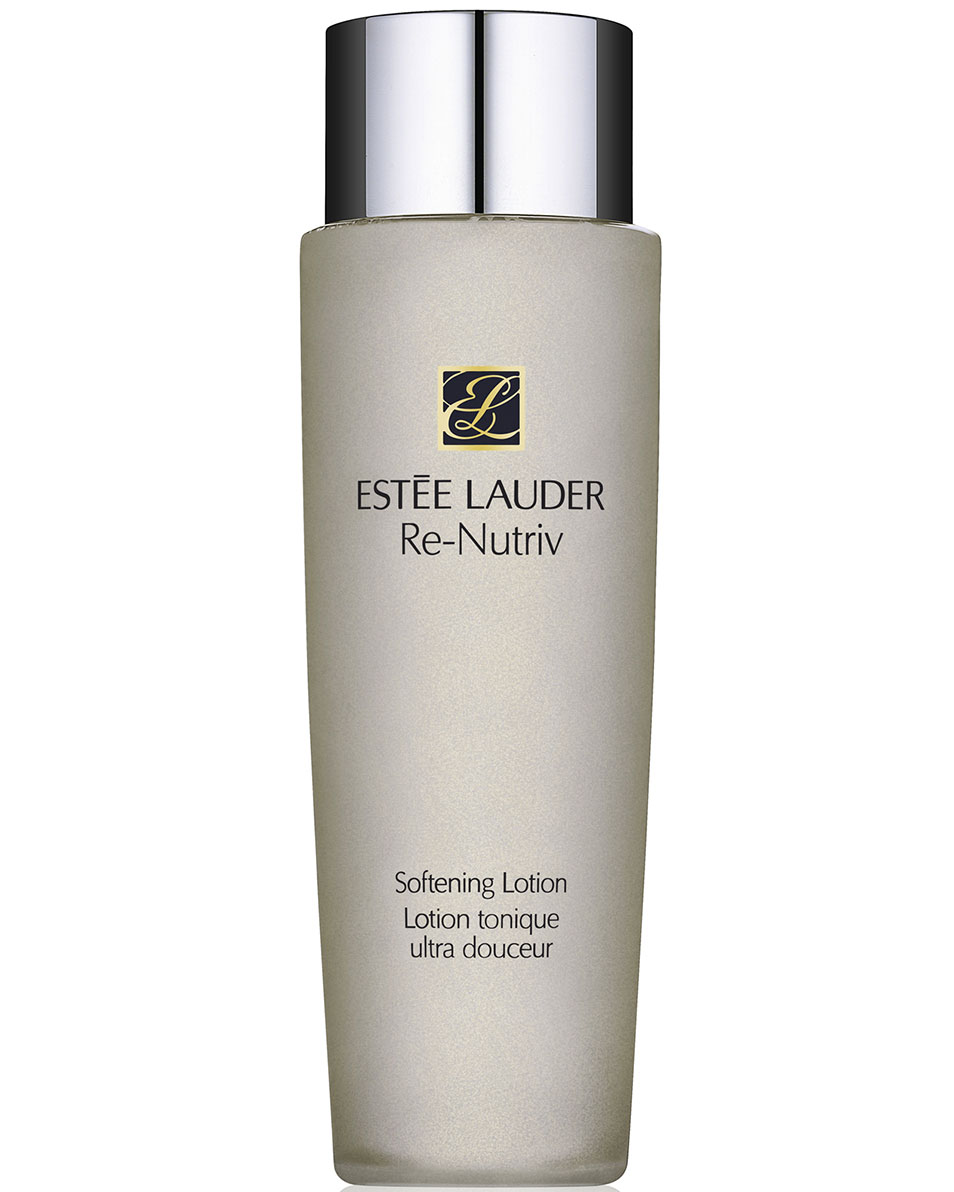 EL
ESTĒE LAUDER
Re-Nutriv
Softening Lotion
Lotion tonique
ultra douceur